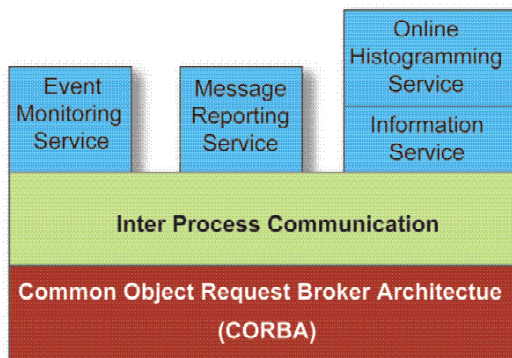 Event
Monitoring
Service
Message
Reporting
Service
Online
Histogramming
Service
Information
Service
Inter Process Communication
Common Object Request Broker Architectue
(CORBA)